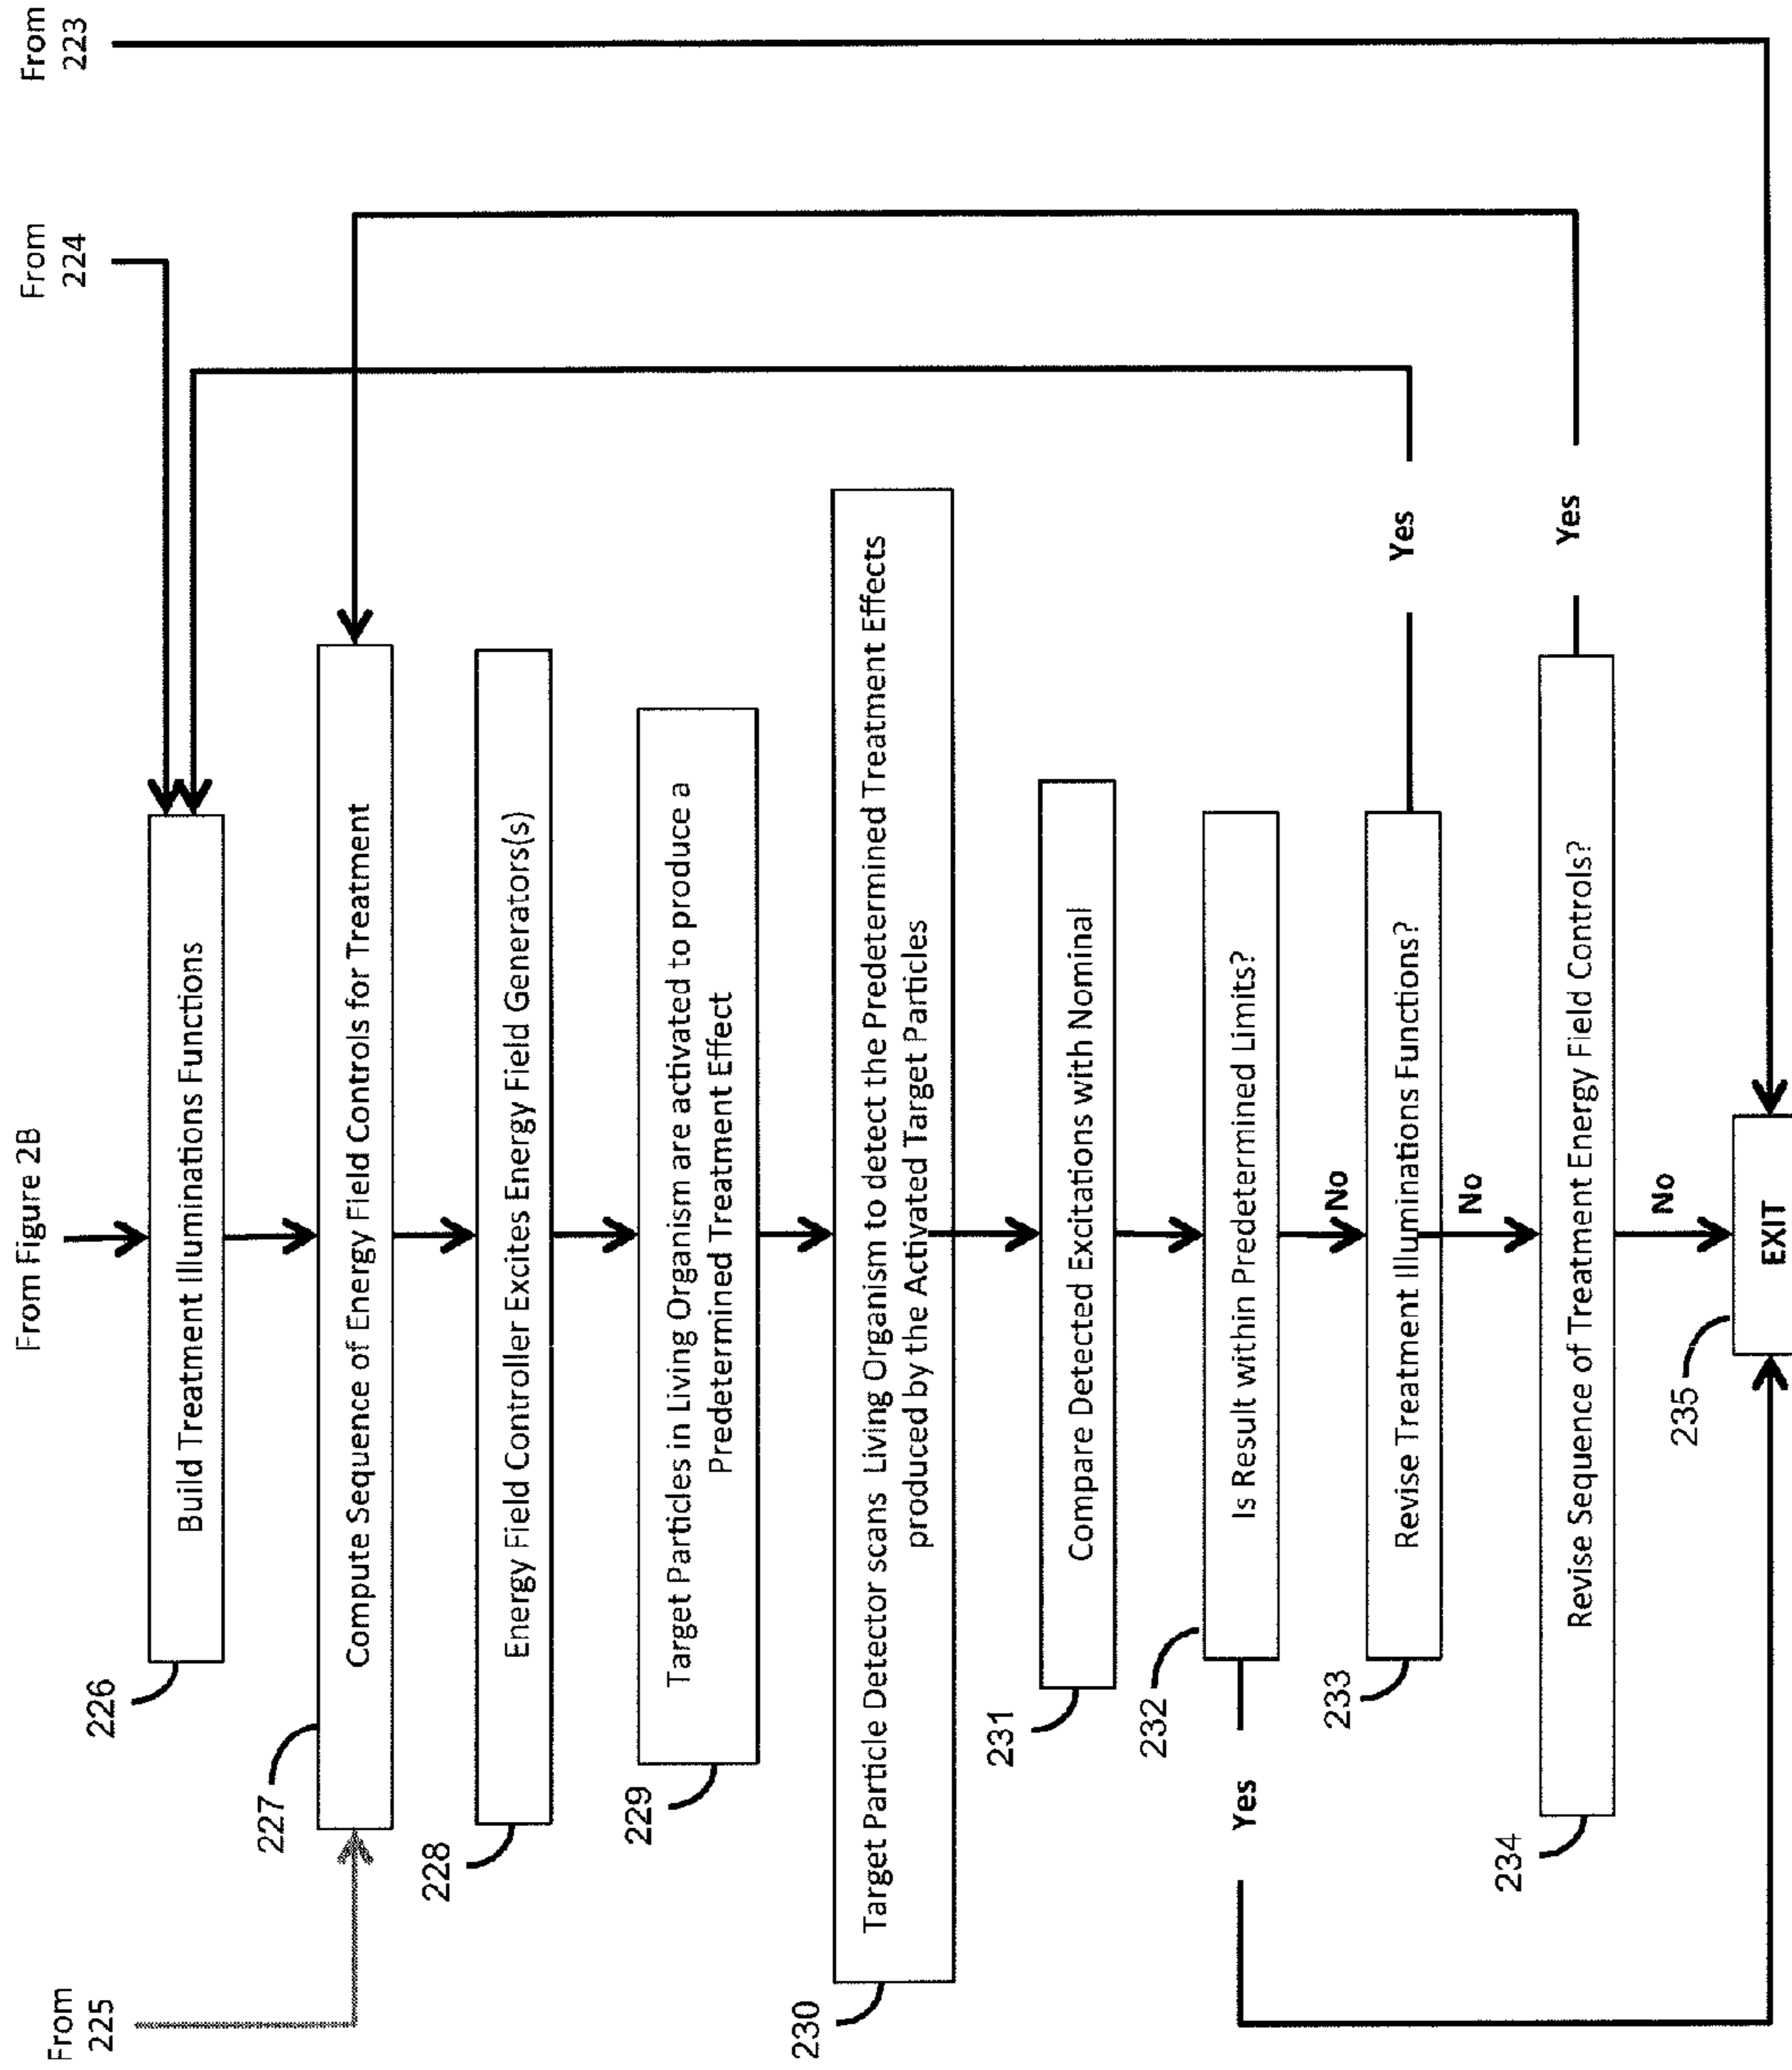 From Figure 2B
From
223
From
224
From
225
226
Build Treatment Illuminations Functions
227
Compute Sequence of Energy Field Controls for Treatment
228
Energy Field Controller Excites Energy Field Generators(s)
229
Target Particles in Living Organism are activated to produce a
Predetermined Treatment Effect
230
Target Particle Detector scans Living Organism to detect the Predetermined Treatment Effects
produced by the Activated Target Particles
231
Compare Detected Excitations with Nominal
232
Is Result within Predetermined Limits?
Yes
No
233
Revise Treatment Illuminations Functions?
Yes
No
234
Revise Sequence of Treatment Energy Field Controls?
Yes
No
235
EXIT